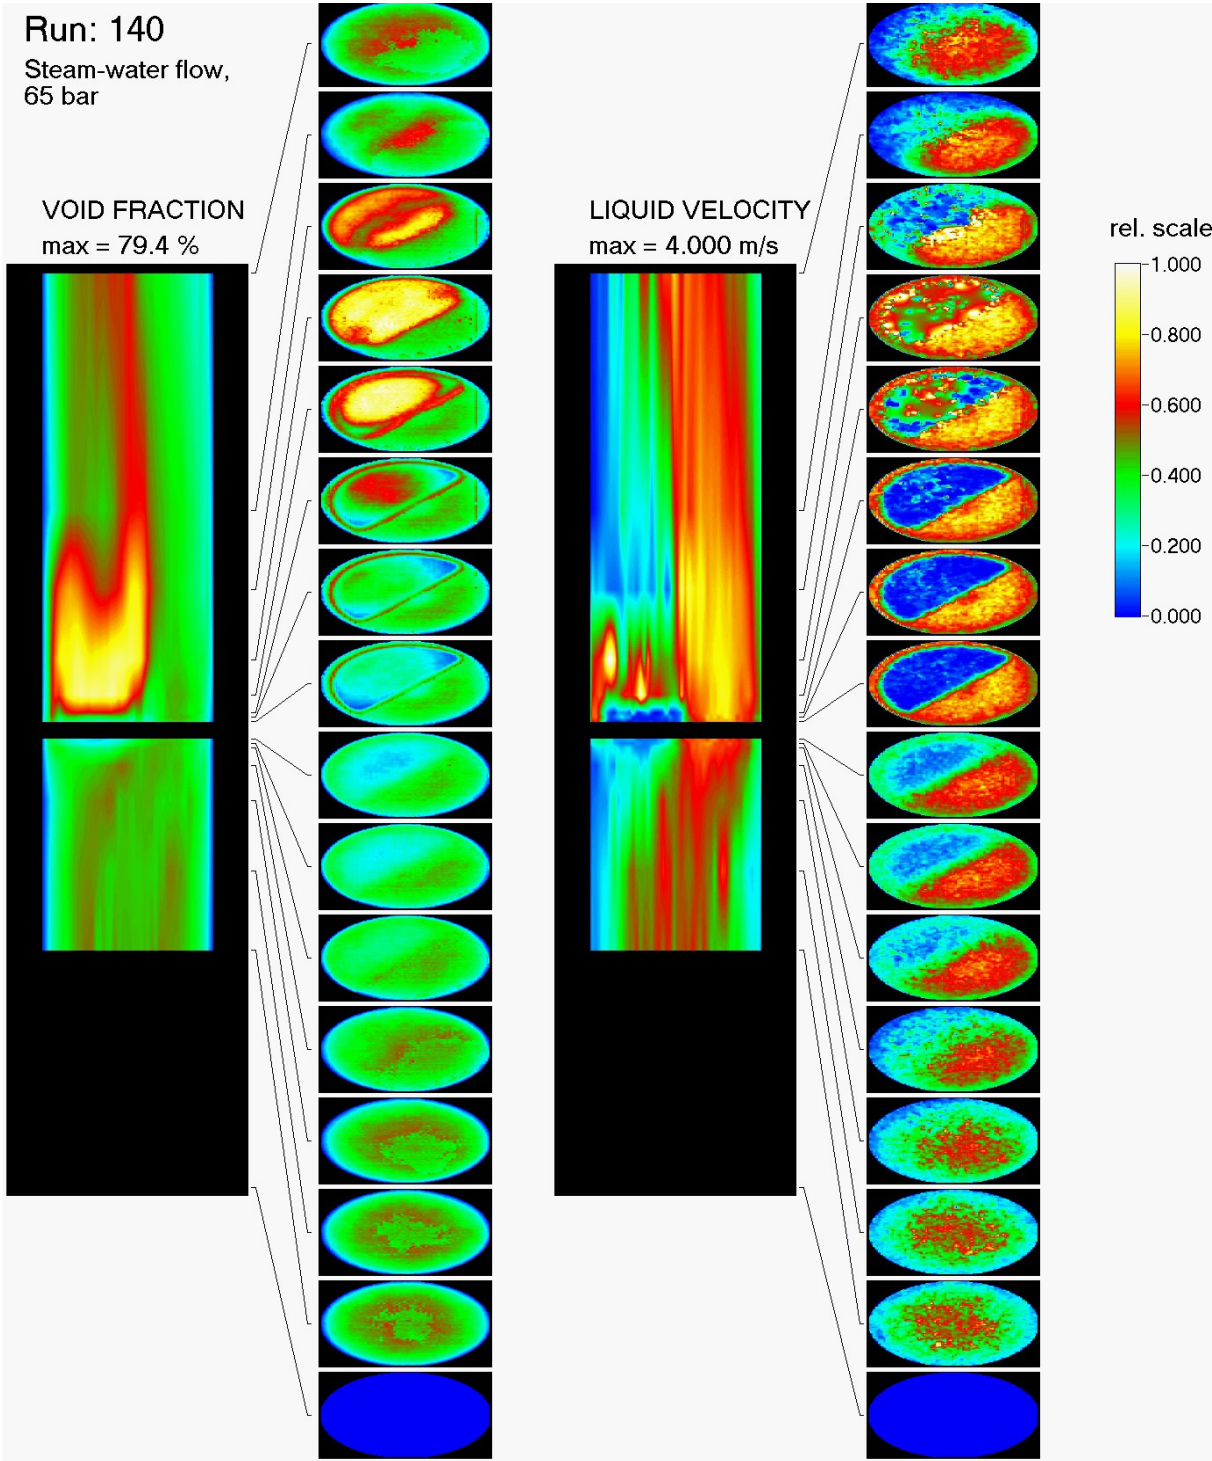 Run: 140
Steam-water flow,
65 bar
VOID FRACTION
max = 79.4 %
LIQUID VELOCITY
max = 4.000 m/s
rel. scale
1.000
0.800
0.600
0.400
0.200
0.000